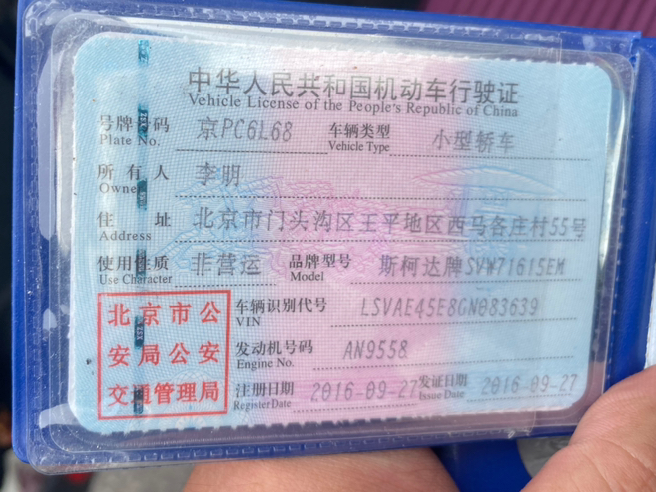 中华人民共和国机动车行驶证
Vehicle License of the People's Republic of China
号牌号码 京PC6L68 车辆类型 小型轿车
Plate No. Vehicle Type
所有人 李明
Owner
住址 北京市门头沟区王平地区西马各庄村55号
Address
使用性质 非营运 品牌型号 斯柯达牌SVW71615EM
Use Character Model
车辆识别代号 LSVAE45E8GN083639
VIN
发动机号码 AN9558
Engine No.
注册日期 2016-09-27 发证日期 2016-09-27
Register Date Issue Date
北京市公
安局公安
交通管理局